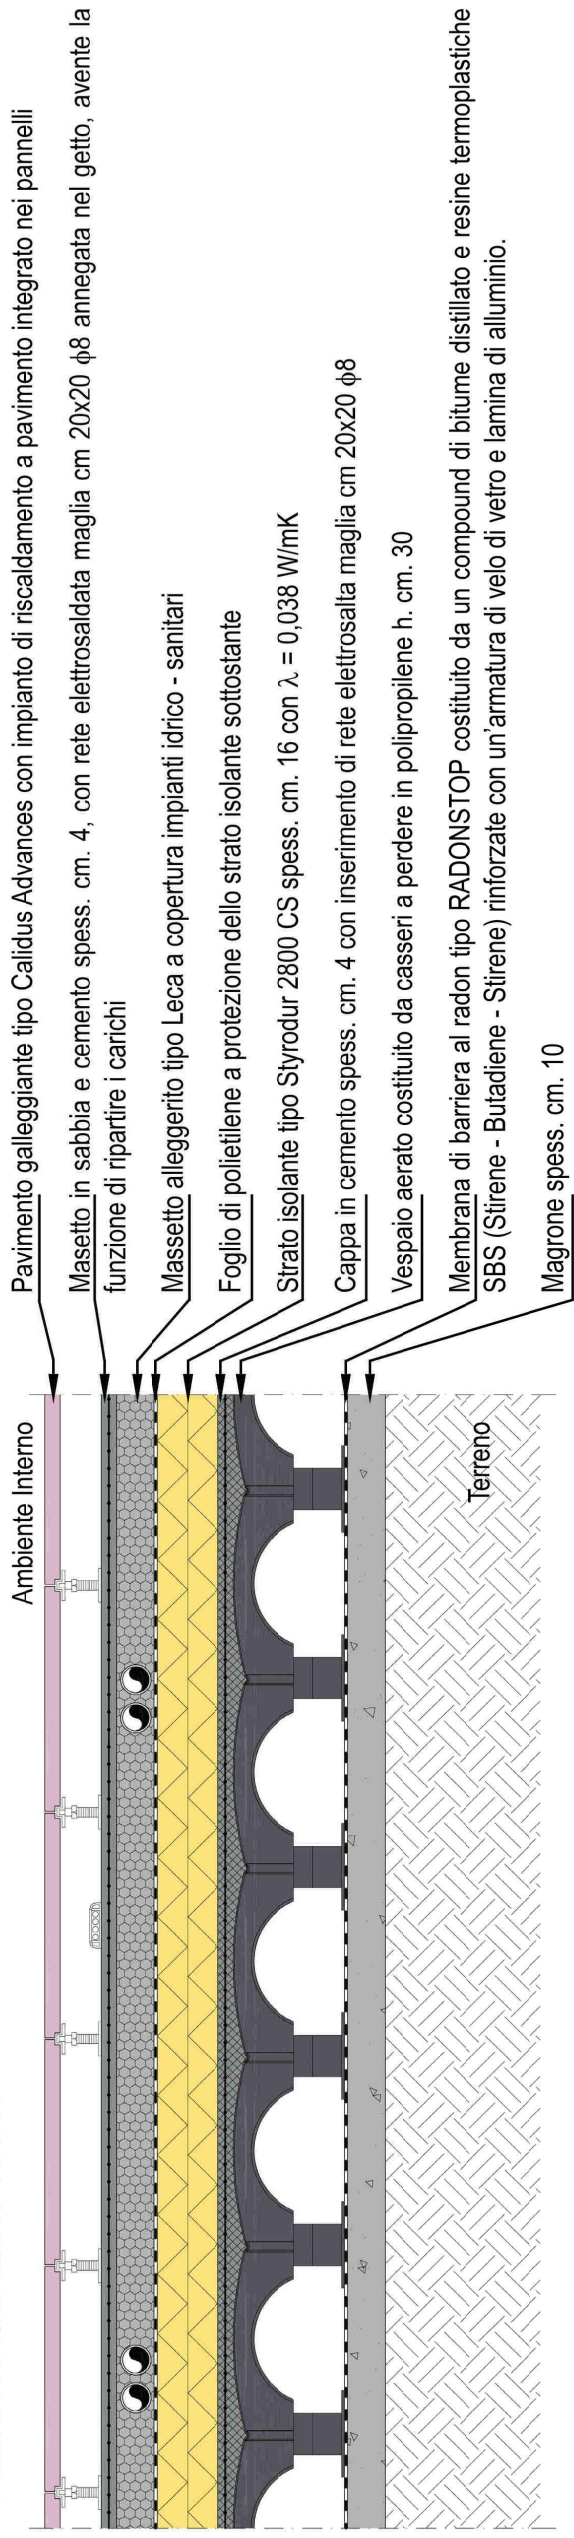 Ambiente Interno
Pavimento galleggiante tipo Calidus Advances con impianto di riscaldamento a pavimento integrato nei pannelli
Masetto in sabbia e cemento spess. cm. 4, con rete elettrosaldata maglia cm 20x20 ϕ8 annegata nel getto, avente la
funzione di ripartire i carichi
Massetto alleggerito tipo Leca a copertura impianti idrico - sanitari
Foglio di polietilene a protezione dello strato isolante sottostante
Strato isolante tipo Styrodur 2800 CS spess. cm. 16 con λ = 0,038 W/mK
Cappa in cemento spess. cm. 4 con inserimento di rete elettrosalta maglia cm 20x20 ϕ8
Vespaio aerato costituito da casseri a perdere in polipropilene h. cm. 30
Membrana di barriera al radon tipo RADONSTOP costituito da un compound di bitume distillato e resine termoplastiche
SBS (Stirene - Butadiene - Stirene) rinforzate con un'armatura di velo di vetro e lamina di alluminio.
Magrone spess. cm. 10
Terreno